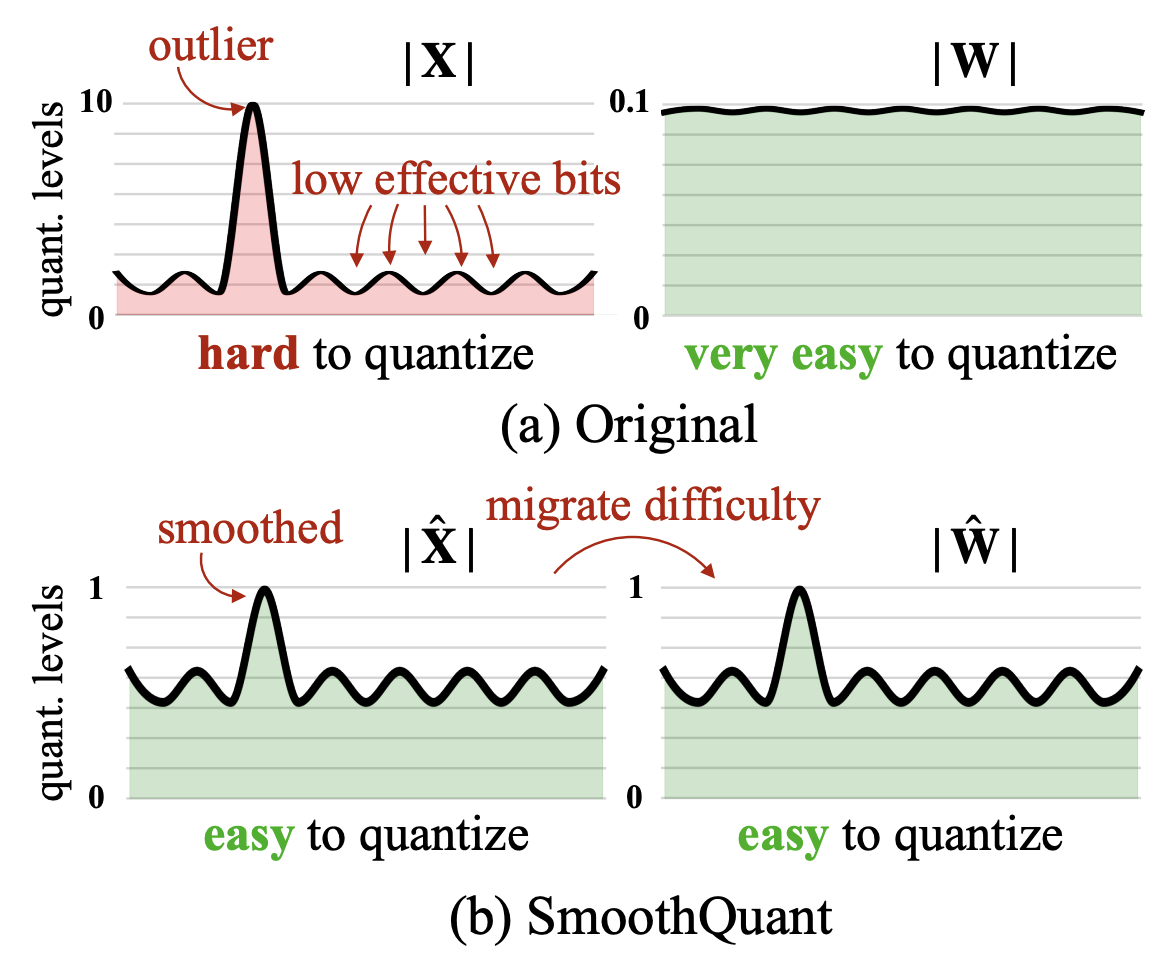 outlier
|X|
|W|
10
0.1
quant. levels
low effective bits
0
0
hard to quantize
very easy to quantize
(a) Original
migrate difficulty
smoothed
|X̂|
|Ŵ|
1
1
quant. levels
0
0
easy to quantize
easy to quantize
(b) SmoothQuant